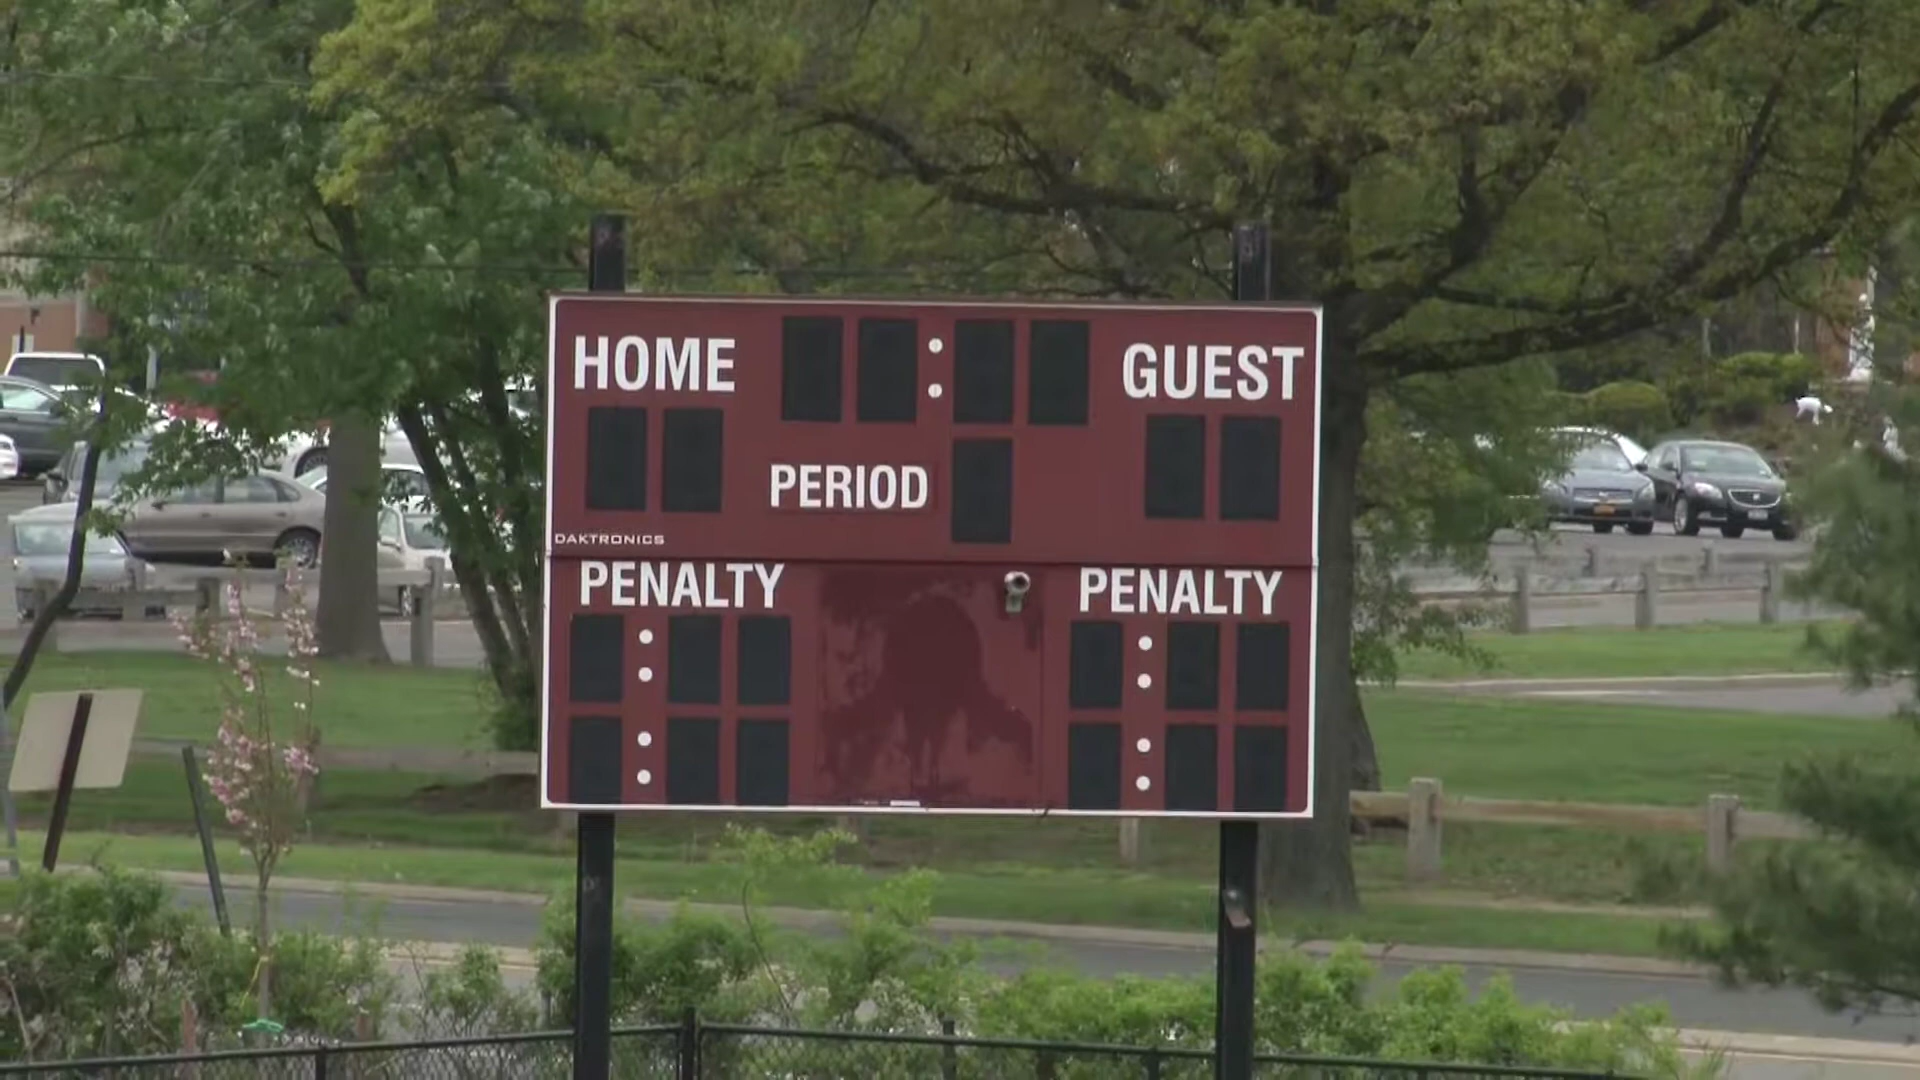 HOME
GUEST
PERIOD
DAKTRONICS
PENALTY
PENALTY